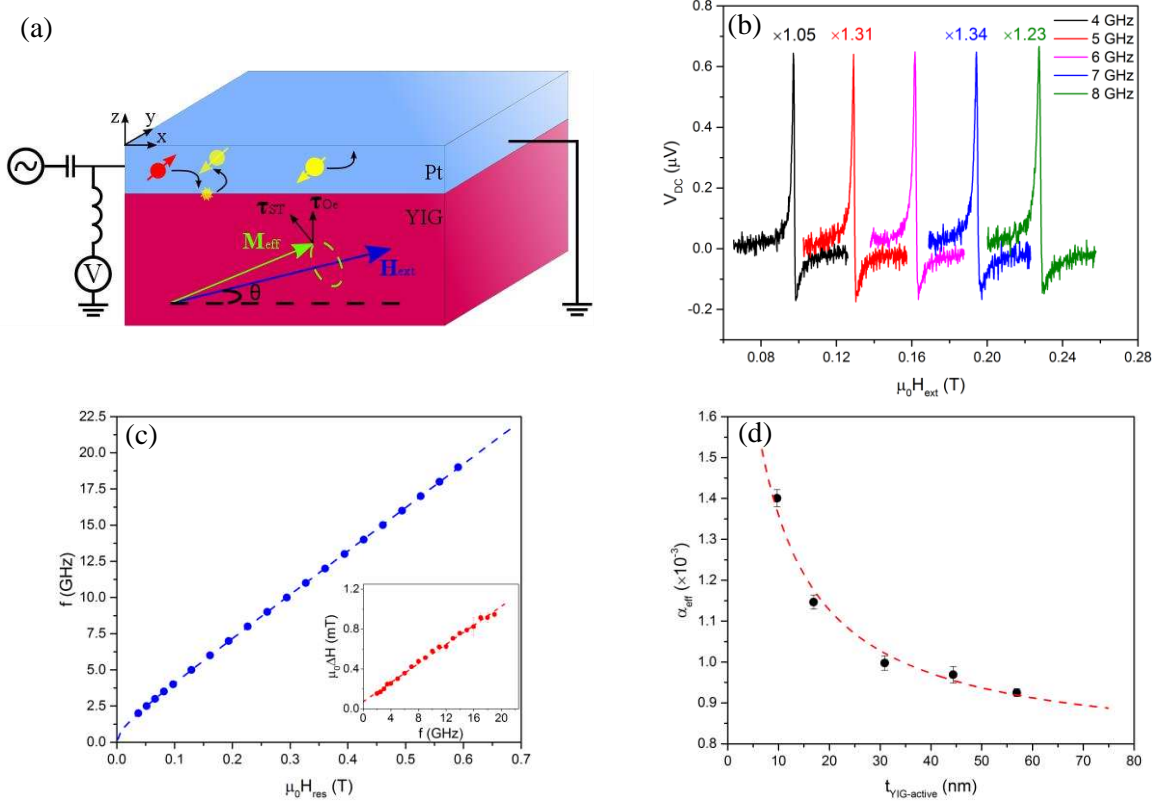 (a)
z
y
x
Pt
τST
τOe
YIG
Meff
Hext
θ
V
(b)
×1.05
×1.31
×1.34
×1.23
4 GHz
5 GHz
6 GHz
7 GHz
8 GHz
0.8
0.6
0.4
0.2
0.0
-0.2
VDC (μV)
0.08
0.12
0.16
0.20
0.24
0.28
μ0Hext (T)
(c)
22.5
20.0
17.5
15.0
12.5
10.0
7.5
5.0
2.5
0.0
f (GHz)
0.0
0.1
0.2
0.3
0.4
0.5
0.6
0.7
μ0Hres (T)
1.2
0.8
0.4
0.0
μ0ΔH (mT)
0
4
8
12
16
20
f (GHz)
(d)
1.6
1.5
1.4
1.3
1.2
1.1
1.0
0.9
0.8
αeff (×10-3)
0
10
20
30
40
50
60
70
80
tYIG-active (nm)